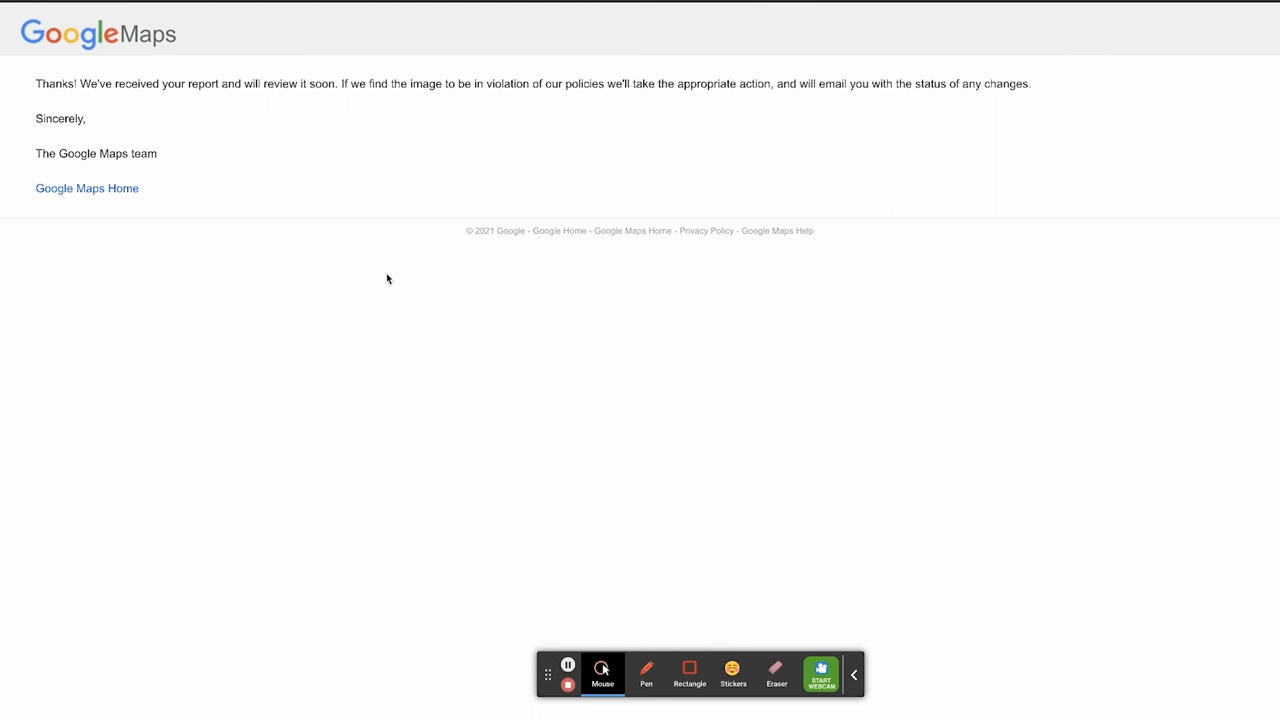 GoogleMaps
Thanks! We've received your report and will review it soon. If we find the image to be in violation of our policies we'll take the appropriate action, and will email you with the status of any changes.
Sincerely,
The Google Maps team
Google Maps Home
© 2021 Google - Google Home - Google Maps Home - Privacy Policy - Google Maps Help
Mouse Pen Rectangle Stickers Eraser START
WEBCAM